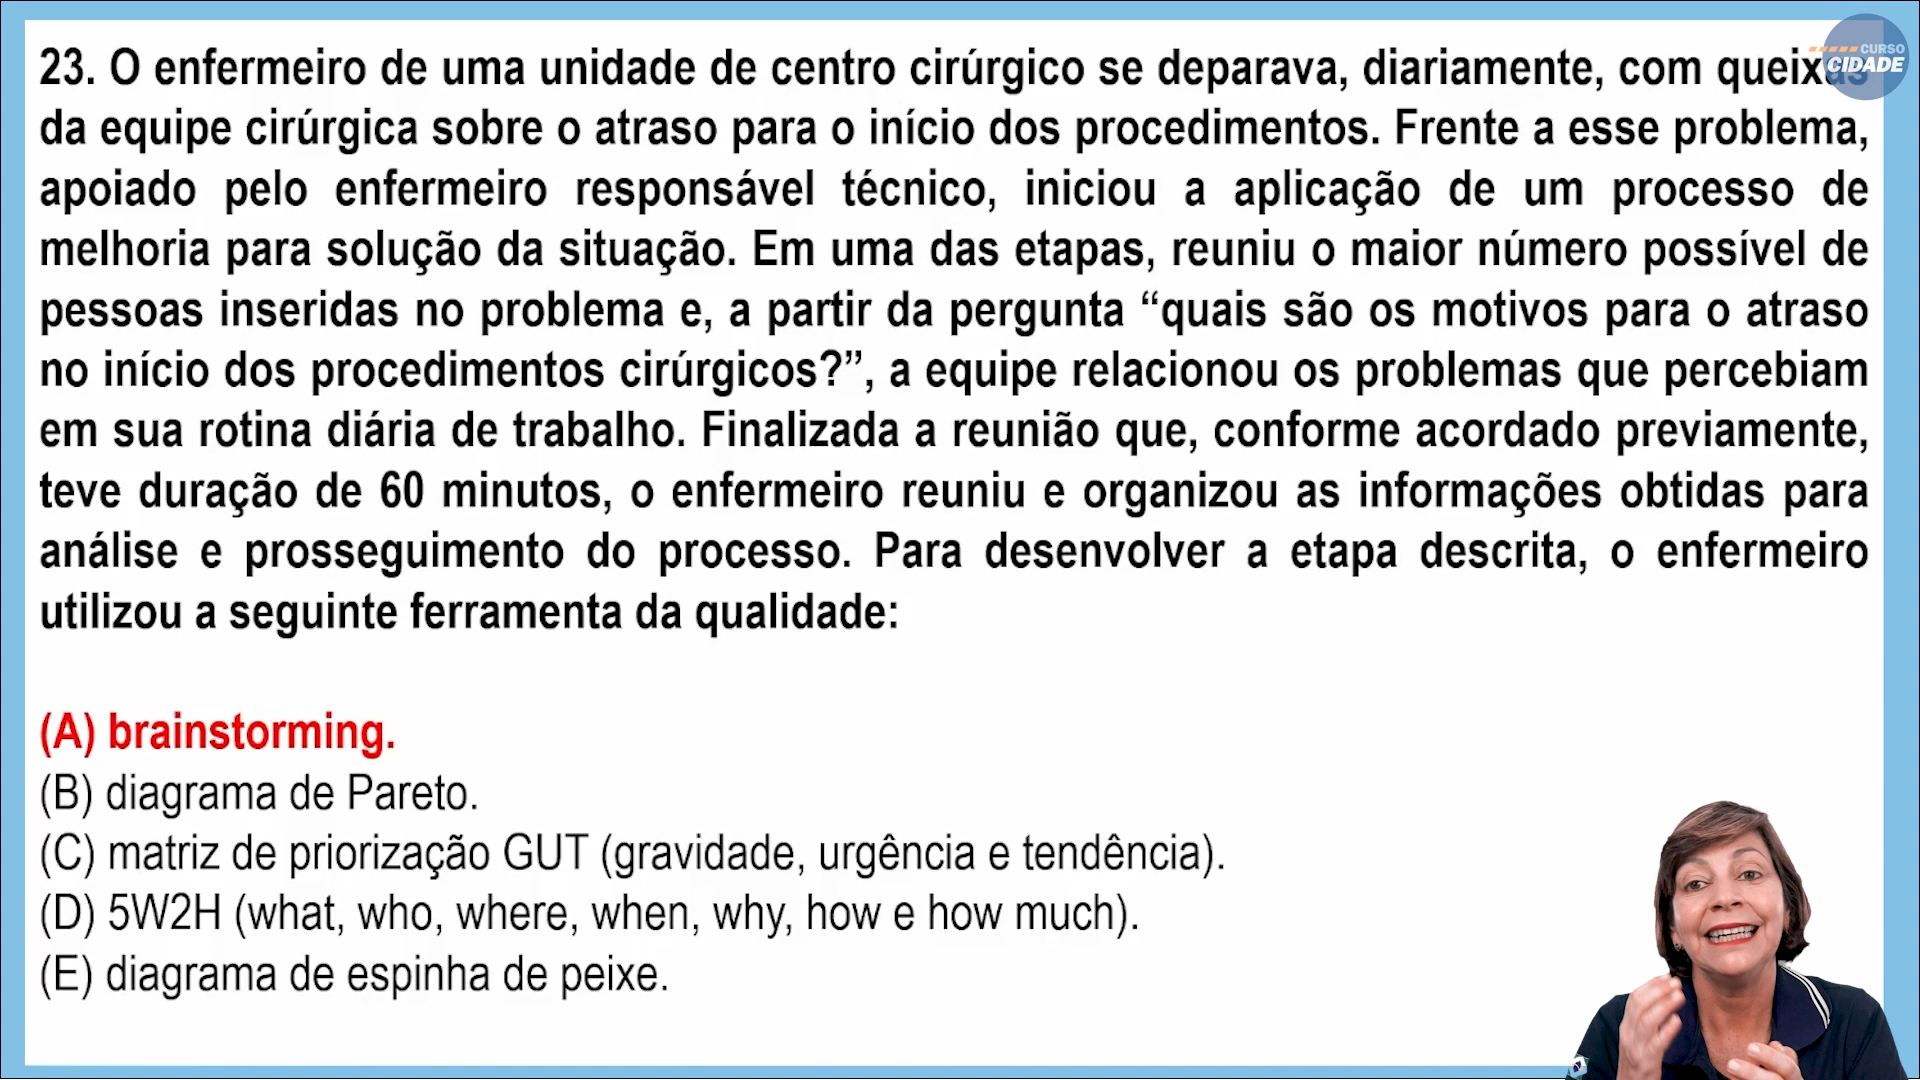 23. O enfermeiro de uma unidade de centro cirúrgico se deparava, diariamente, com queixas
da equipe cirúrgica sobre o atraso para o início dos procedimentos. Frente a esse problema,
apoiado pelo enfermeiro responsável técnico, iniciou a aplicação de um processo de
melhoria para solução da situação. Em uma das etapas, reuniu o maior número possível de
pessoas inseridas no problema e, a partir da pergunta “quais são os motivos para o atraso
no início dos procedimentos cirúrgicos?”, a equipe relacionou os problemas que percebiam
em sua rotina diária de trabalho. Finalizada a reunião que, conforme acordado previamente,
teve duração de 60 minutos, o enfermeiro reuniu e organizou as informações obtidas para
análise e prosseguimento do processo. Para desenvolver a etapa descrita, o enfermeiro
utilizou a seguinte ferramenta da qualidade:
(A) brainstorming.
(B) diagrama de Pareto.
(C) matriz de priorização GUT (gravidade, urgência e tendência).
(D) 5W2H (what, who, where, when, why, how e how much).
(E) diagrama de espinha de peixe.
CURSO
CIDADE